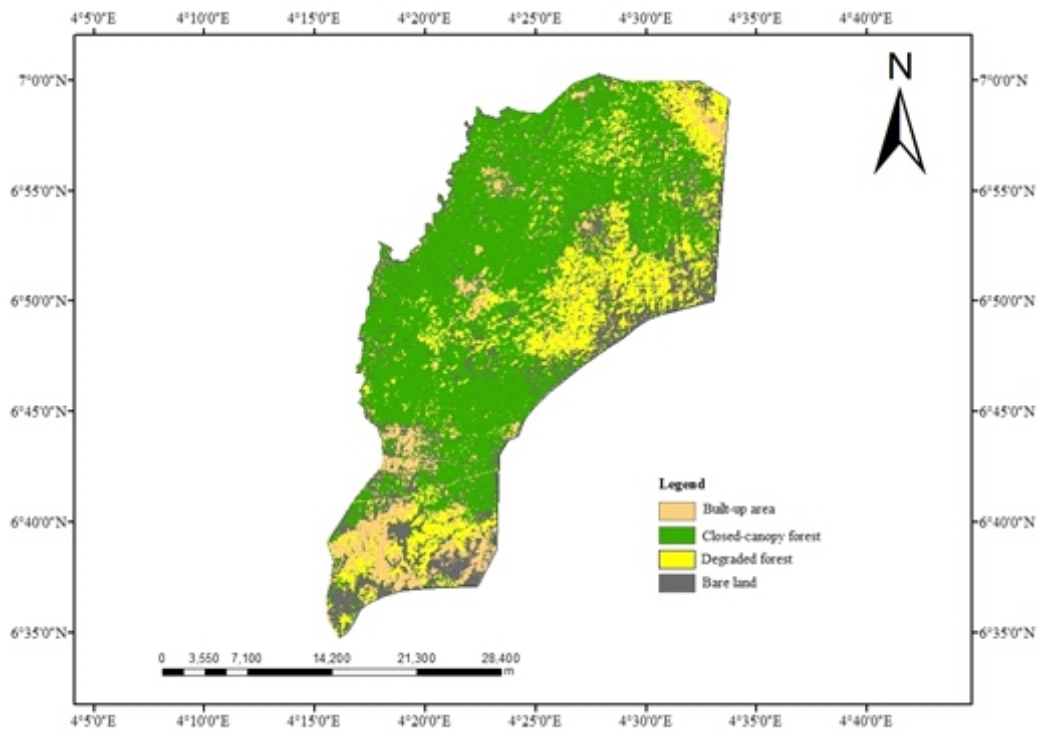 4°5'0"E 4°10'0"E 4°15'0"E 4°20'0"E 4°25'0"E 4°30'0"E 4°35'0"E 4°40'0"E
N
7°0'0"N 7°0'0"N
6°55'0"N 6°55'0"N
6°50'0"N 6°50'0"N
6°45'0"N 6°45'0"N
Legend
Built-up area
6°40'0"N 6°40'0"N
Closed-canopy forest
Degraded forest
Bare land
6°35'0"N 6°35'0"N
0 3,550 7,100 14,200 21,300 28,400
m
4°5'0"E 4°10'0"E 4°15'0"E 4°20'0"E 4°25'0"E 4°30'0"E 4°35'0"E 4°40'0"E